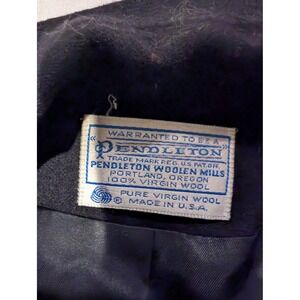 WARRANTED TO BE A
"PENDLETON"
TRADE MARK REG. U.S. PAT. OFF.
PENDLETON WOOLEN MILLS
PORTLAND, OREGON
100% VIRGIN WOOL
PURE VIRGIN WOOL
MADE IN U.S.A.